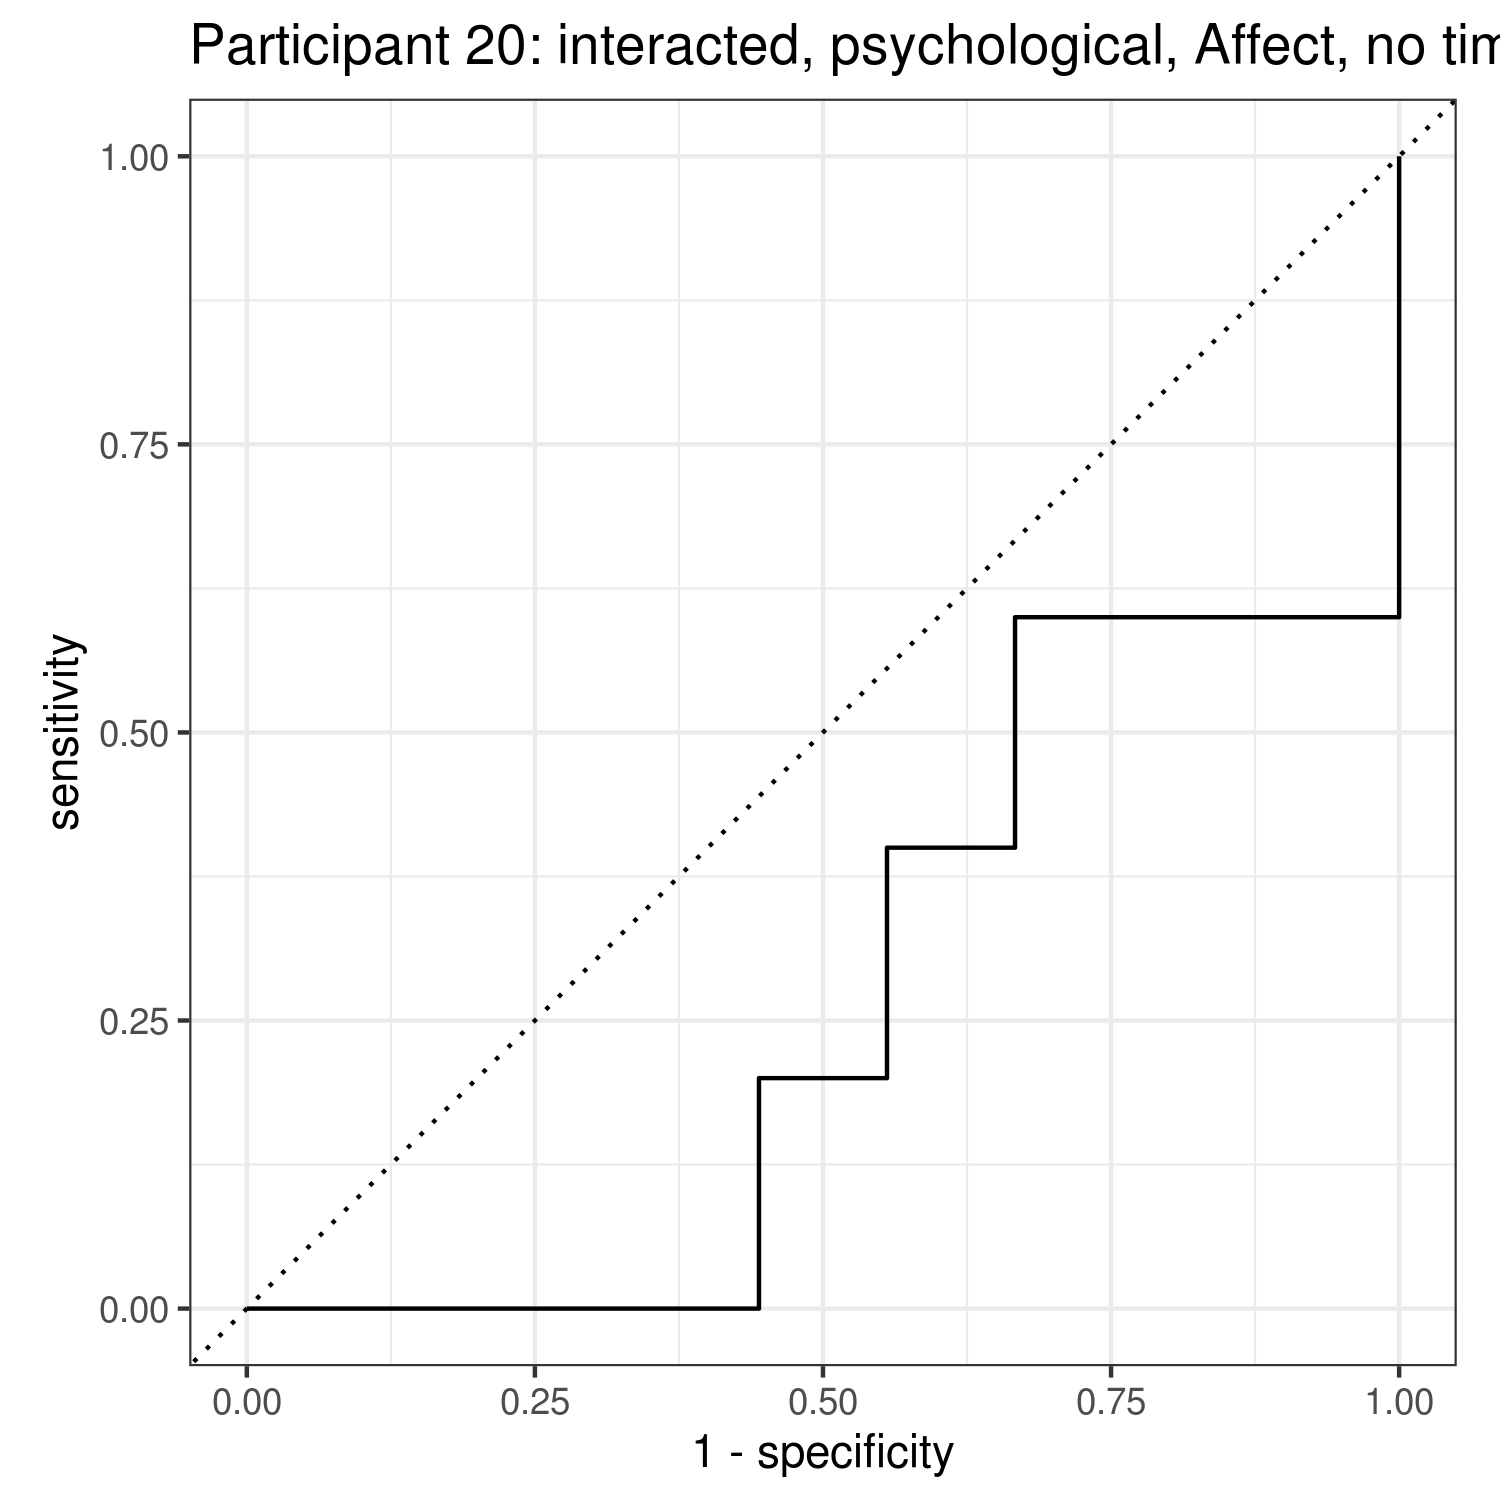 Participant 20: interacted, psychological, Affect, no tim
1.00
0.75
0.50
0.25
0.00
sensitivity
0.00 0.25 0.50 0.75 1.00
1 - specificity